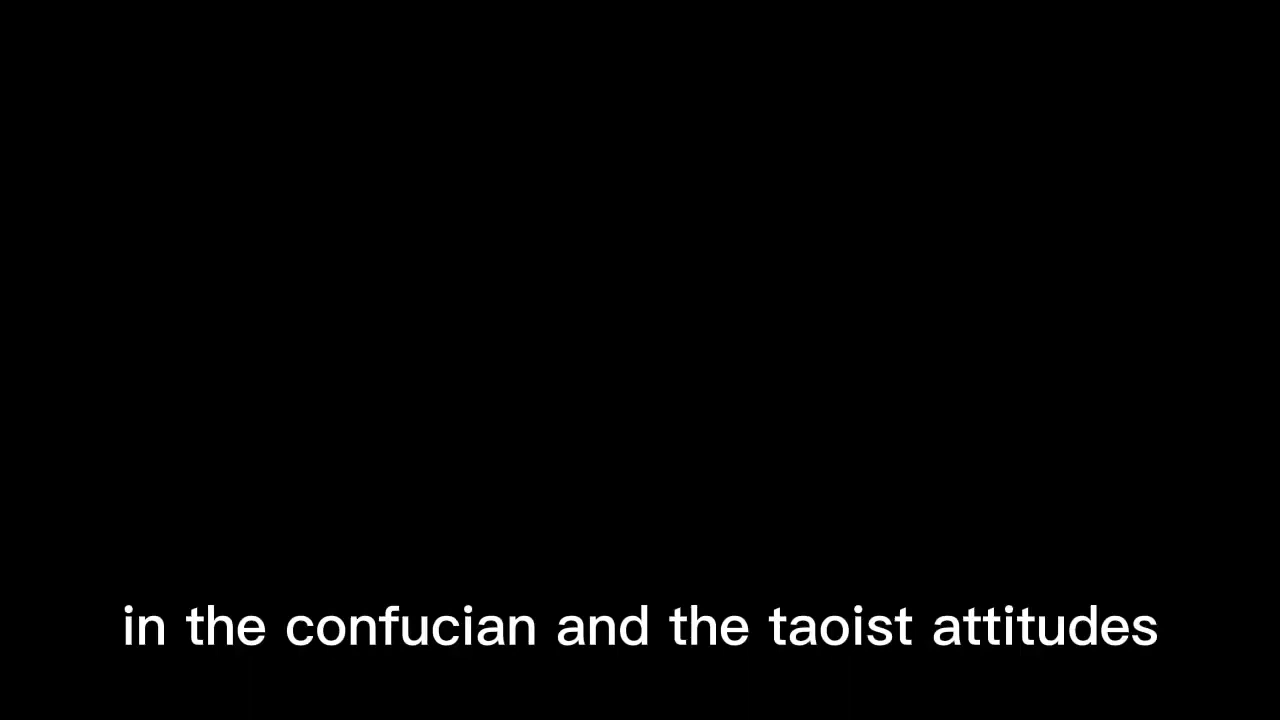 in the confucian and the taoist attitudes